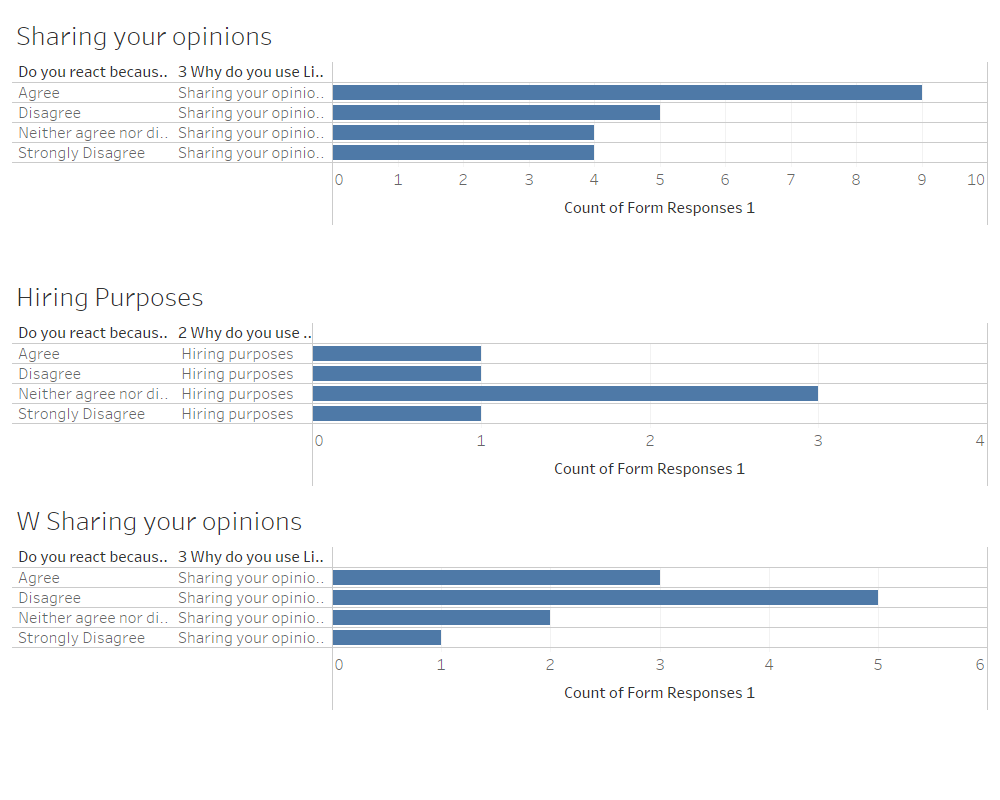 Sharing your opinions
Do you react becaus.. 3 Why do you use Li..
Agree Sharing your opinio..
Disagree Sharing your opinio..
Neither agree nor di.. Sharing your opinio..
Strongly Disagree Sharing your opinio..
0 1 2 3 4 5 6 7 8 9 10
Count of Form Responses 1
Hiring Purposes
Do you react becaus.. 2 Why do you use ..
Agree Hiring purposes
Disagree Hiring purposes
Neither agree nor di.. Hiring purposes
Strongly Disagree Hiring purposes
0 1 2 3 4
Count of Form Responses 1
W Sharing your opinions
Do you react becaus.. 3 Why do you use Li..
Agree Sharing your opinio..
Disagree Sharing your opinio..
Neither agree nor di.. Sharing your opinio..
Strongly Disagree Sharing your opinio..
0 1 2 3 4 5 6
Count of Form Responses 1